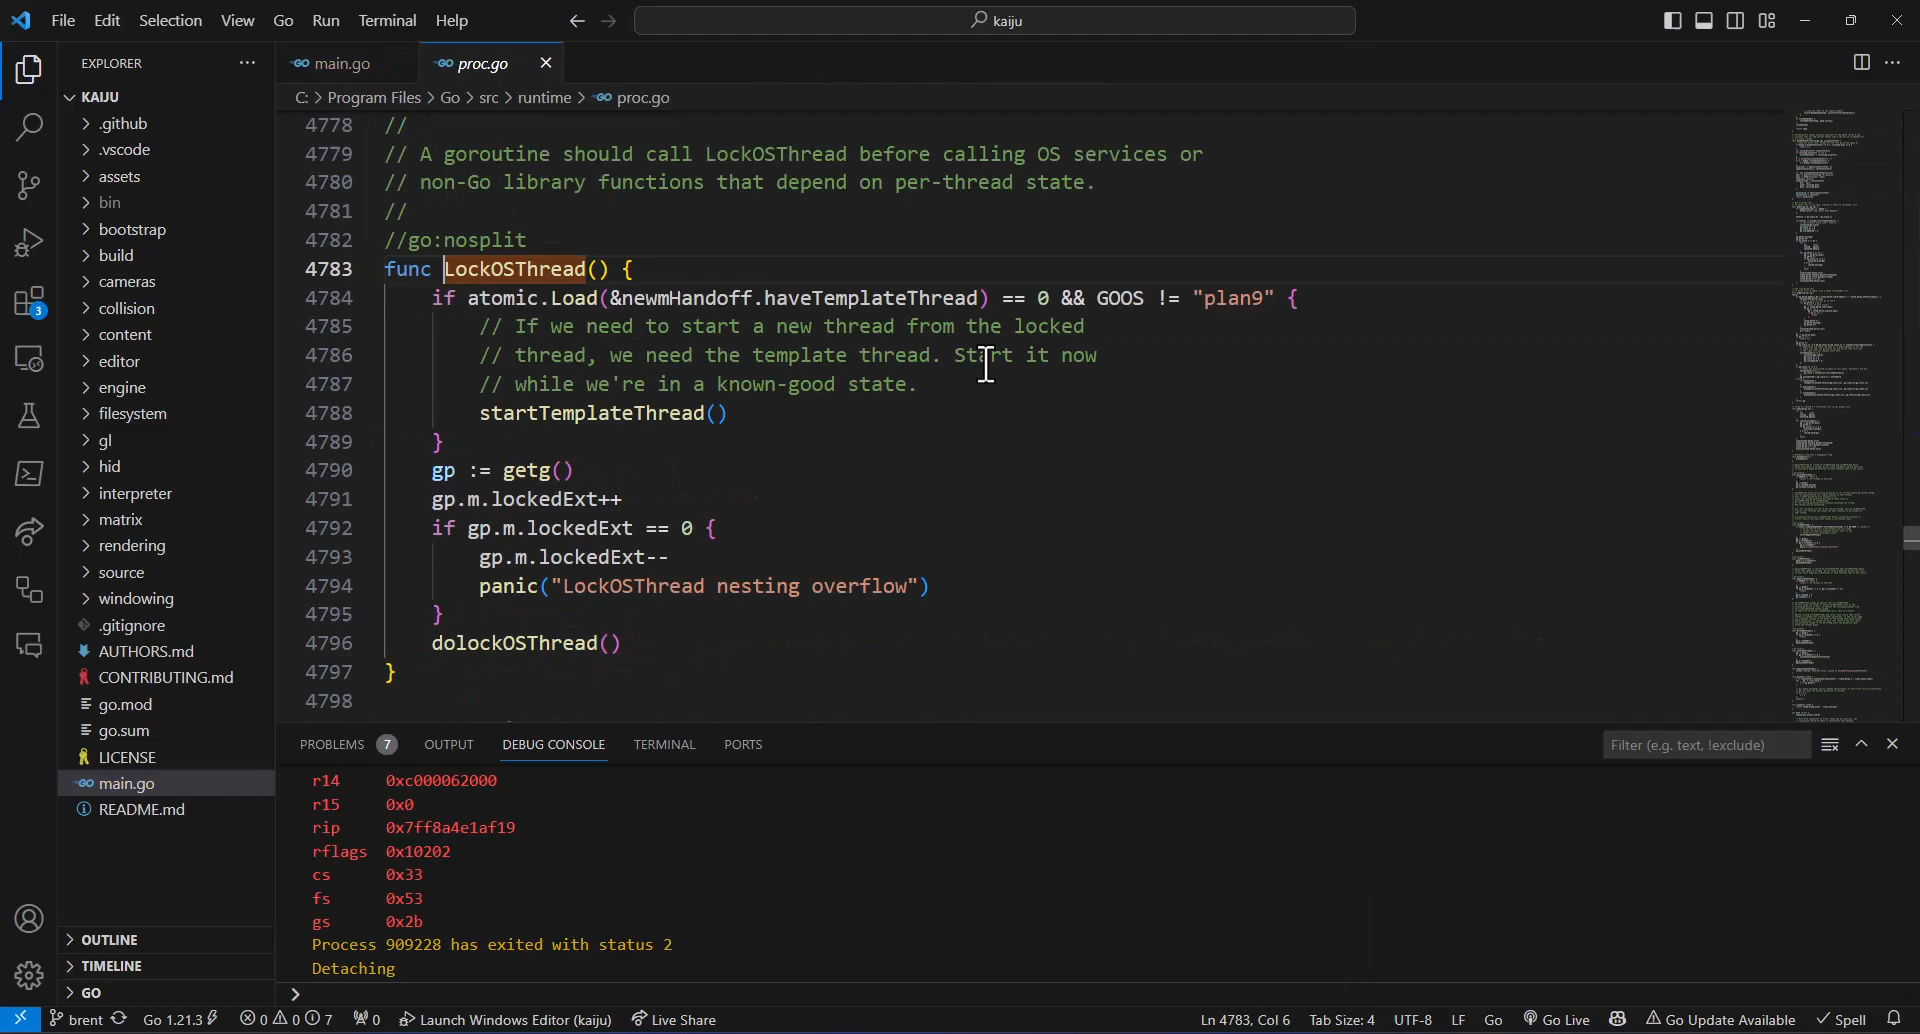 File Edit Selection View Go Run Terminal Help
kaiju
EXPLORER
main.go
proc.go
C: > Program Files > Go > src > runtime > proc.go
KAIJU
.github
.vscode
assets
bin
bootstrap
build
cameras
collision
content
editor
engine
filesystem
gl
hid
interpreter
matrix
rendering
source
windowing
.gitignore
AUTHORS.md
CONTRIBUTING.md
go.mod
go.sum
LICENSE
main.go
README.md
OUTLINE
TIMELINE
GO
3
4778 //
4779 // A goroutine should call LockOSThread before calling OS services or
4780 // non-Go library functions that depend on per-thread state.
4781 //
4782 //go:nosplit
4783 func LockOSThread() {
4784 if atomic.Load(&newmHandoff.haveTemplateThread) == 0 && GOOS != "plan9" {
4785 // If we need to start a new thread from the locked
4786 // thread, we need the template thread. Start it now
4787 // while we're in a known-good state.
4788 startTemplateThread()
4789 }
4790 gp := getg()
4791 gp.m.lockedExt++
4792 if gp.m.lockedExt == 0 {
4793 gp.m.lockedExt--
4794 panic("LockOSThread nesting overflow")
4795 }
4796 dolockOSThread()
4797 }
4798
PROBLEMS 7 OUTPUT DEBUG CONSOLE TERMINAL PORTS
Filter (e.g. text, !exclude)
r14 0xc000062000
r15 0x0
rip 0x7ff8a4e1af19
rflags 0x10202
cs 0x33
fs 0x53
gs 0x2b
Process 909228 has exited with status 2
Detaching
>
brent Go 1.21.3 0 0 7 0 Launch Windows Editor (kaiju) Live Share Ln 4783, Col 6 Tab Size: 4 UTF-8 LF Go Go Live Go Update Available Spell